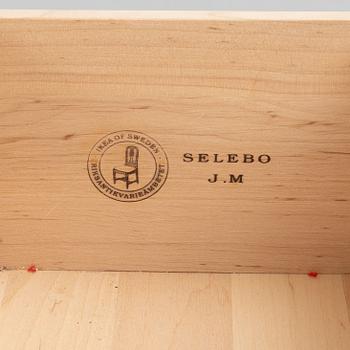 IKEA OF SWEDEN
RIKSANTIKVARIEÄMBETET
SELEBO
J.M